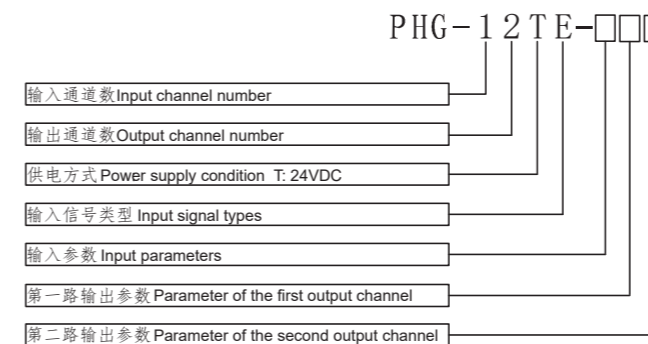 PHG-12TE-□□□
输入通道数Input channel number
输出通道数Output channel number
供电方式Power supply condition T: 24VDC
输入信号类型 Input signal types
输入参数 Input parameters
第一路输出参数 Parameter of the first output channel
第二路输出参数 Parameter of the second output channel